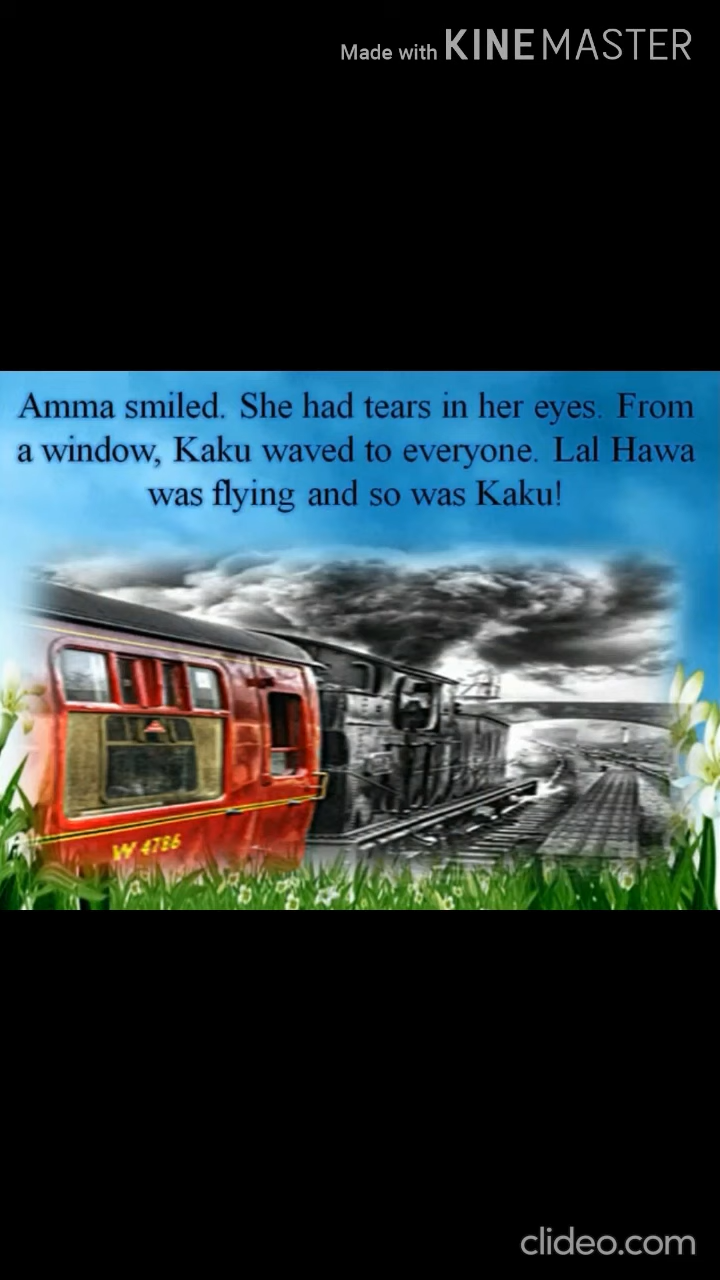 Made with KINEMASTER
Amma smiled. She had tears in her eyes. From
a window, Kaku waved to everyone. Lal Hawa
was flying and so was Kaku!
W 4786
clideo.com